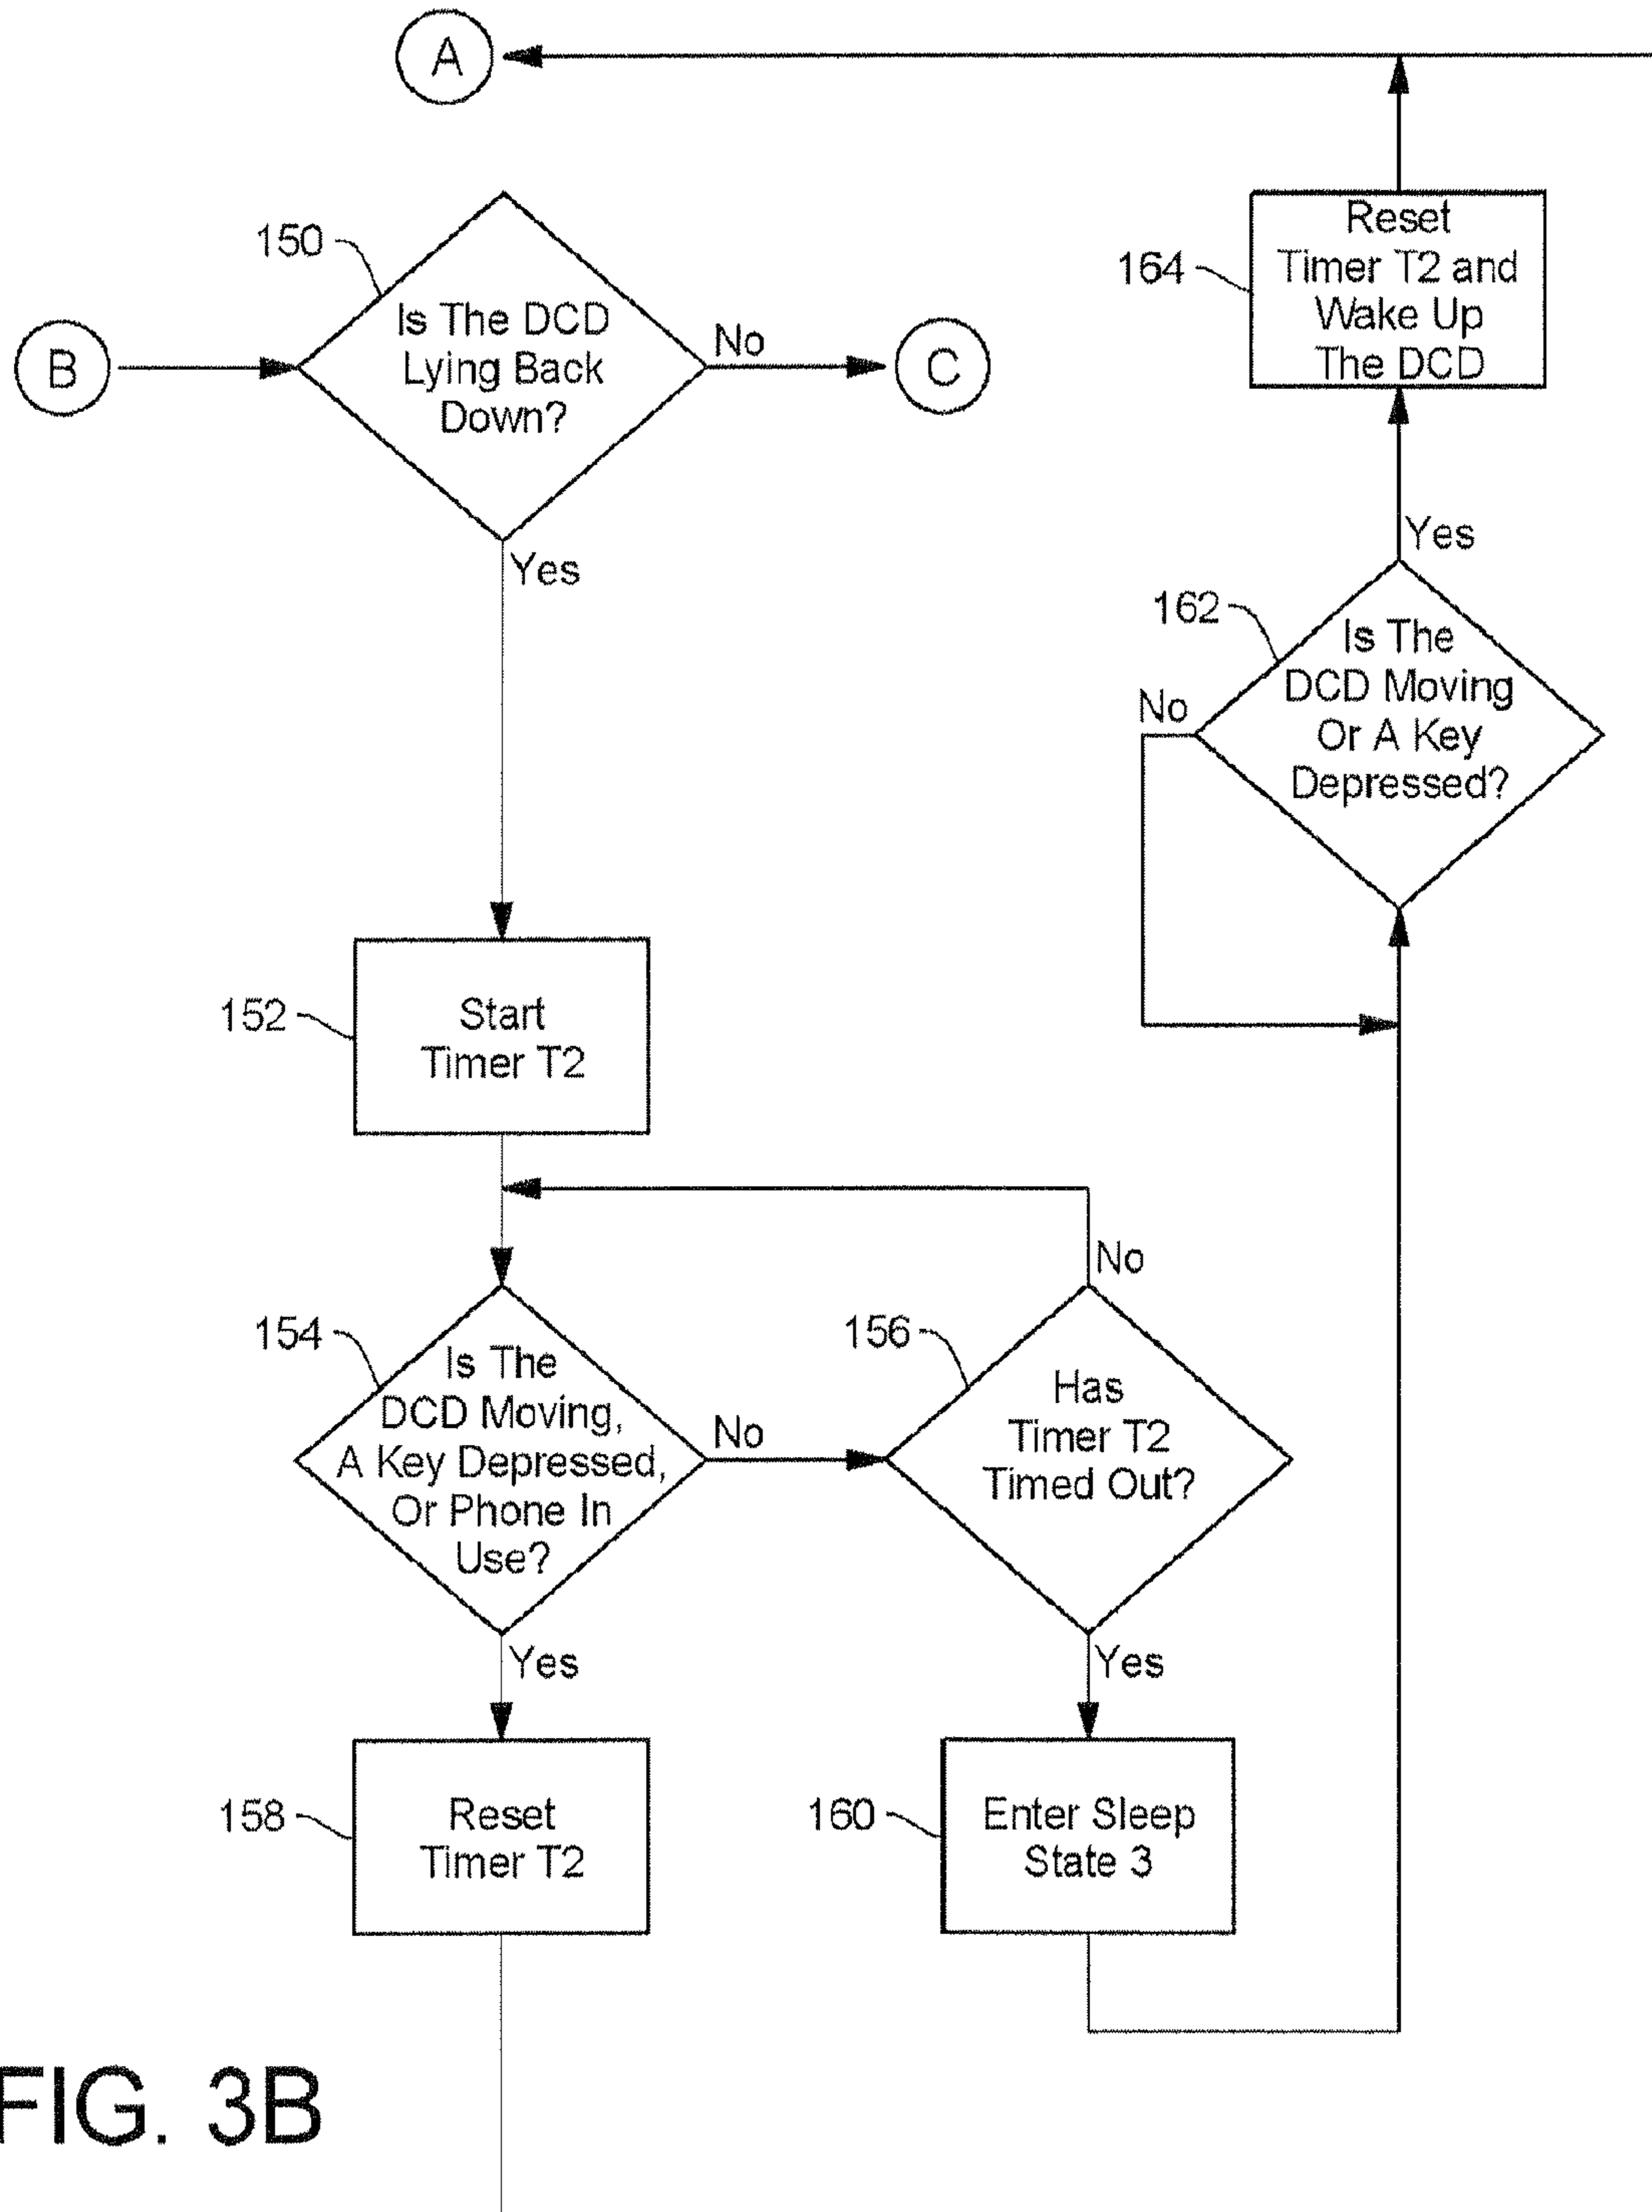 A
B
150
Is The DCD
Lying Back
Down?
No
C
Yes
164
Reset
Timer T2 and
Wake Up
The DCD
Yes
162
Is The
DCD Moving
Or A Key
Depressed?
No
152
Start
Timer T2
154
Is The
DCD Moving,
A Key Depressed,
Or Phone In
Use?
No
Yes
156
Has
Timer T2
Timed Out?
No
Yes
158
Reset
Timer T2
160
Enter Sleep
State 3
FIG. 3B